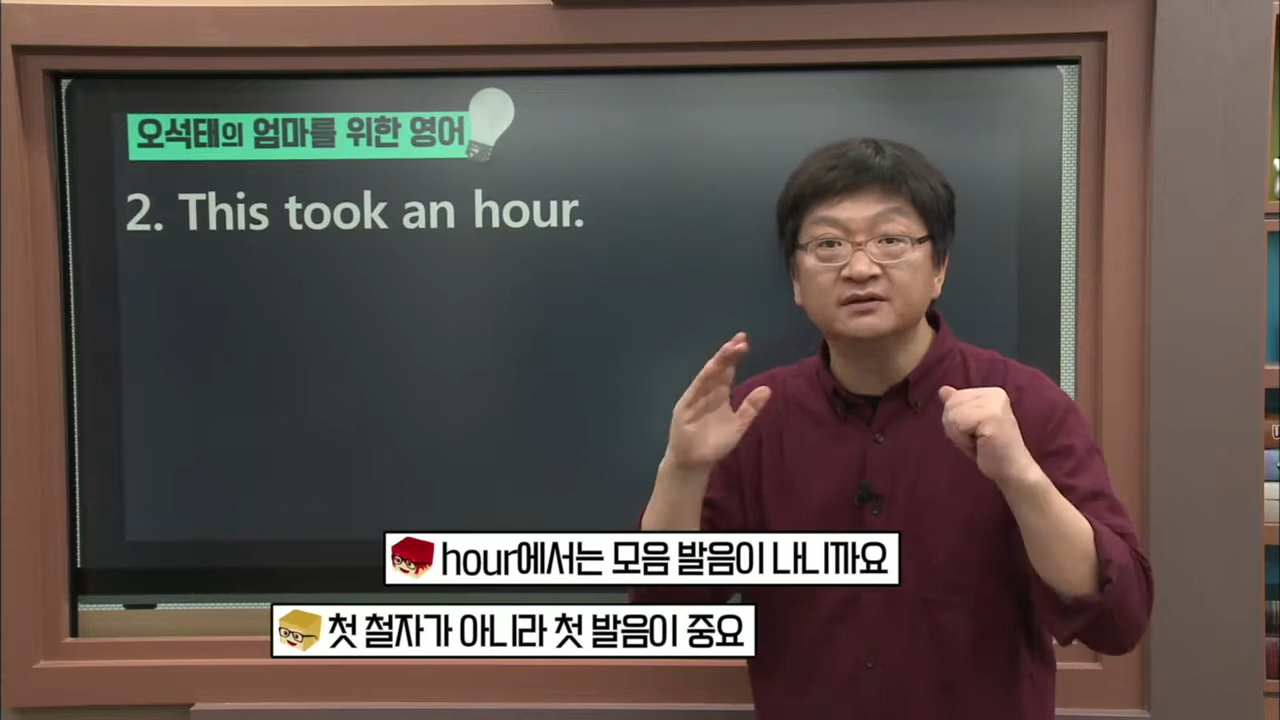 오석태의 엄마를 위한 영어
2. This took an hour.
hour에서는 모음 발음이 나니까요
첫 철자가 아니라 첫 발음이 중요